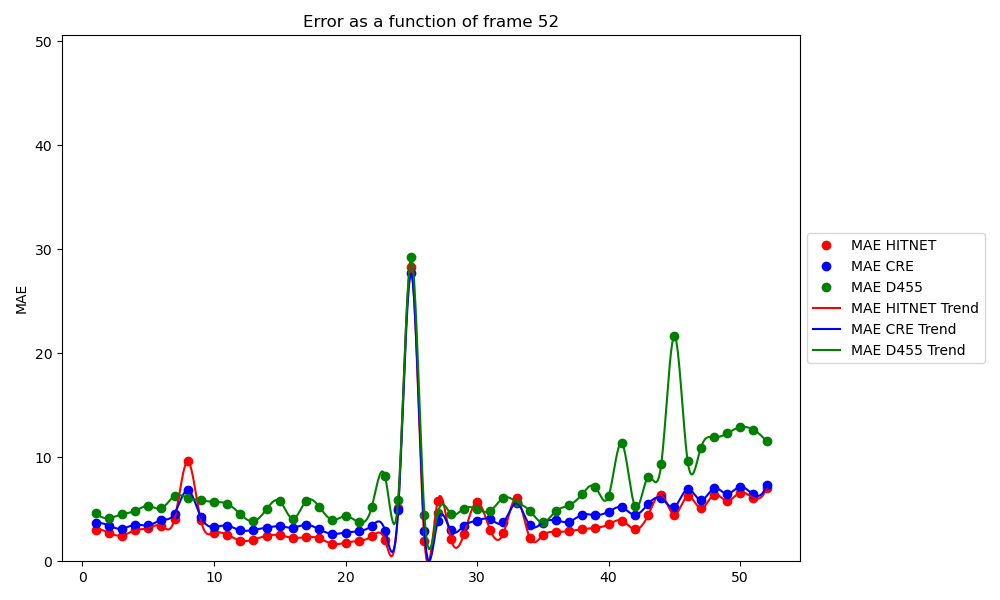 Error as a function of frame 52
50
40
30
20
10
0
MAE
0
10
20
30
40
50
MAE HITNET
MAE CRE
MAE D455
MAE HITNET Trend
MAE CRE Trend
MAE D455 Trend